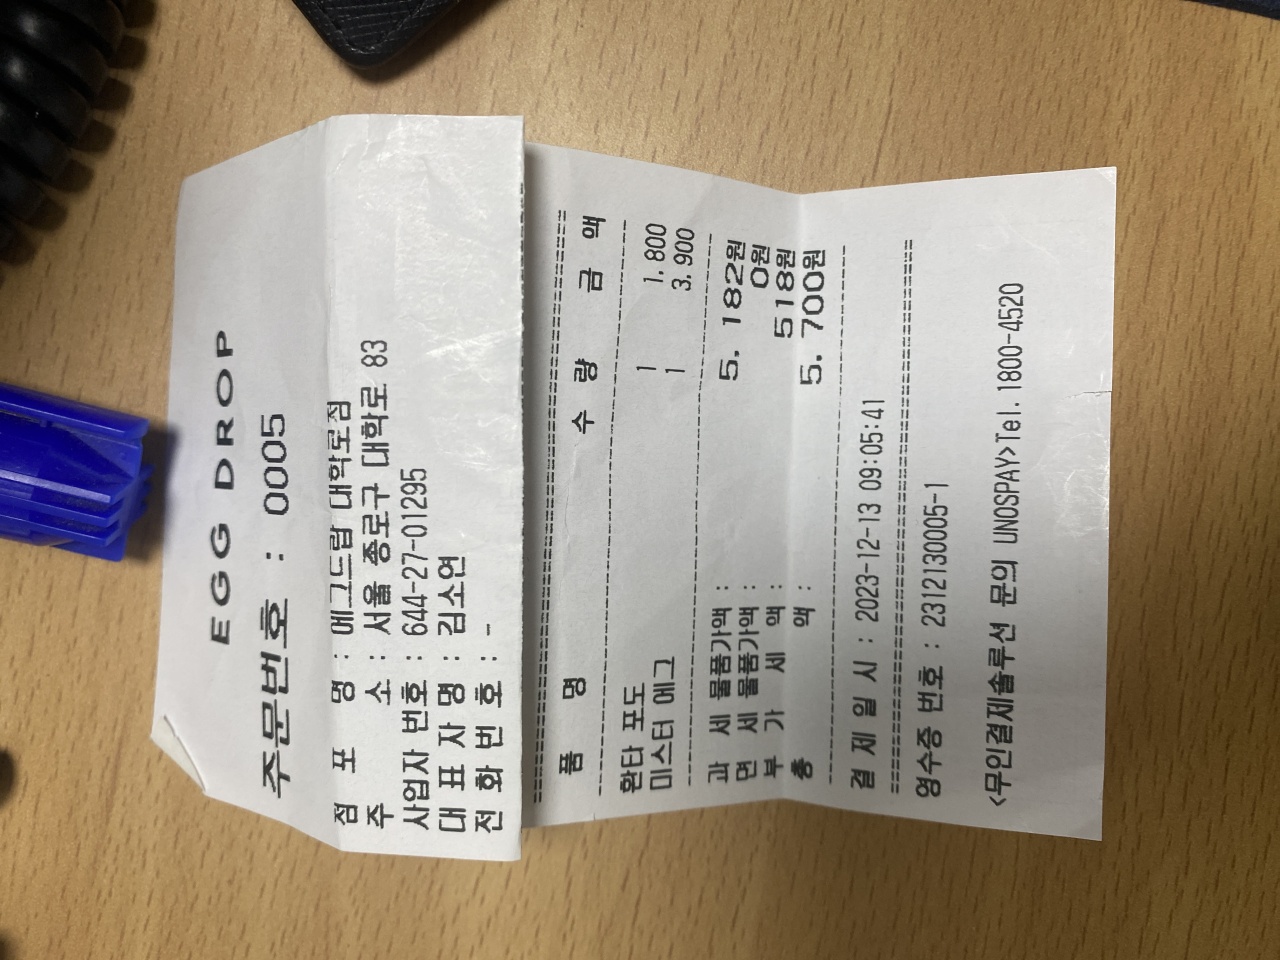 EGG DROP
주문번호 : 0005
점 포 명 : 에그드랍 대학로점
주 소 : 서울 종로구 대학로 83
사업자 번호 : 644-27-01295
대 표 자 명 : 김소연
전 화 번 호 : -
==========================================
품 명 수 량 금 액
------------------------------------------
환타 포도 1 1.800
미스터 에그 1 3.900
------------------------------------------
과 세 물품가액 : 5. 182원
면 세 물품가액 : 0원
부 가 세 액 : 518원
총 액 : 5. 700원
------------------------------------------
결 제 일 시 : 2023-12-13 09:05:41
==========================================
영수증 번호 : 2312130005-1
<무인결제솔루션 문의 UNOSPAY>Tel. 1800-4520